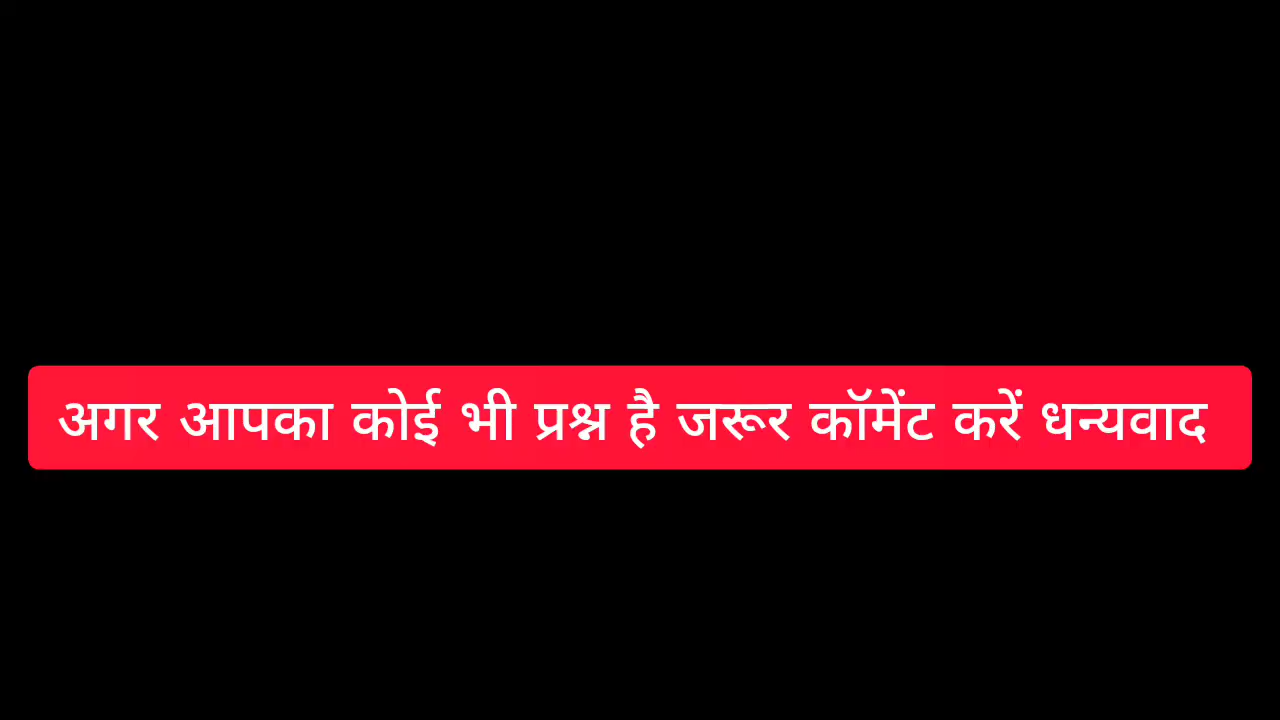 अगर आपका कोई भी प्रश्न है जरूर कॉमेंट करें धन्यवाद